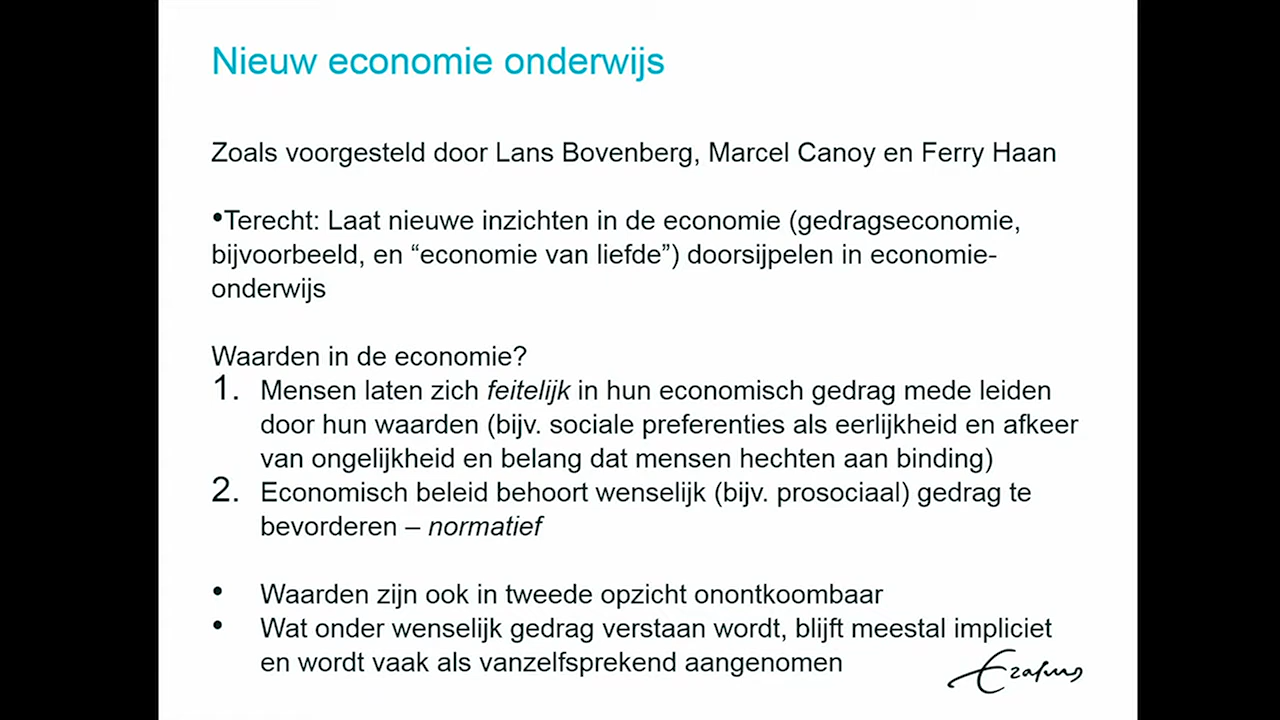 Nieuw economie onderwijs
Zoals voorgesteld door Lans Bovenberg, Marcel Canoy en Ferry Haan
•Terecht: Laat nieuwe inzichten in de economie (gedragseconomie,
bijvoorbeeld, en “economie van liefde”) doorsijpelen in economie-
onderwijs
Waarden in de economie?
1. Mensen laten zich feitelijk in hun economisch gedrag mede leiden
door hun waarden (bijv. sociale preferenties als eerlijkheid en afkeer
van ongelijkheid en belang dat mensen hechten aan binding)
2. Economisch beleid behoort wenselijk (bijv. prosociaal) gedrag te
bevorderen – normatief
• Waarden zijn ook in tweede opzicht onontkoombaar
• Wat onder wenselijk gedrag verstaan wordt, blijft meestal impliciet
en wordt vaak als vanzelfsprekend aangenomen
Erasmus